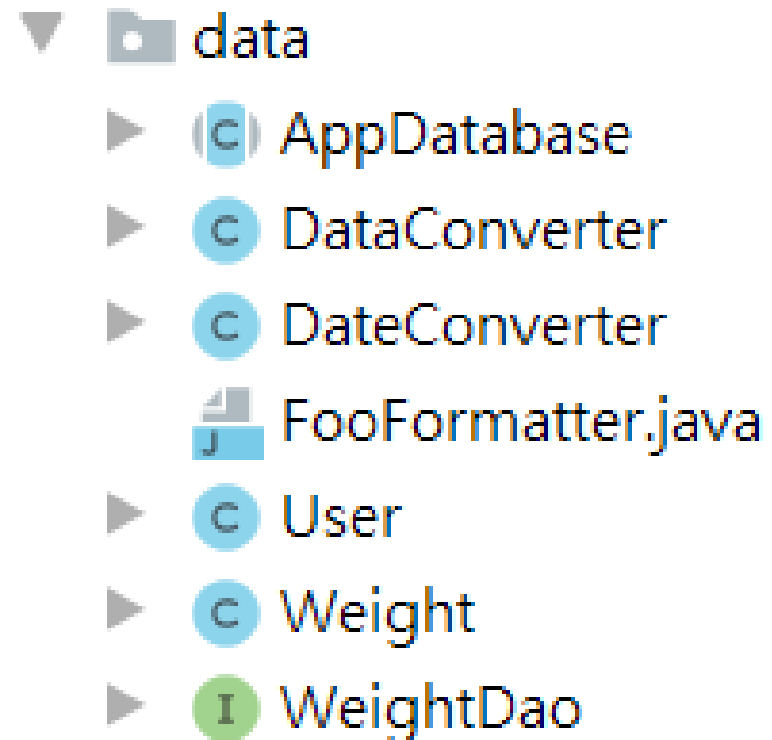 data
C AppDatabase
C DataConverter
C DateConverter
J FooFormatter.java
C User
C Weight
I WeightDao